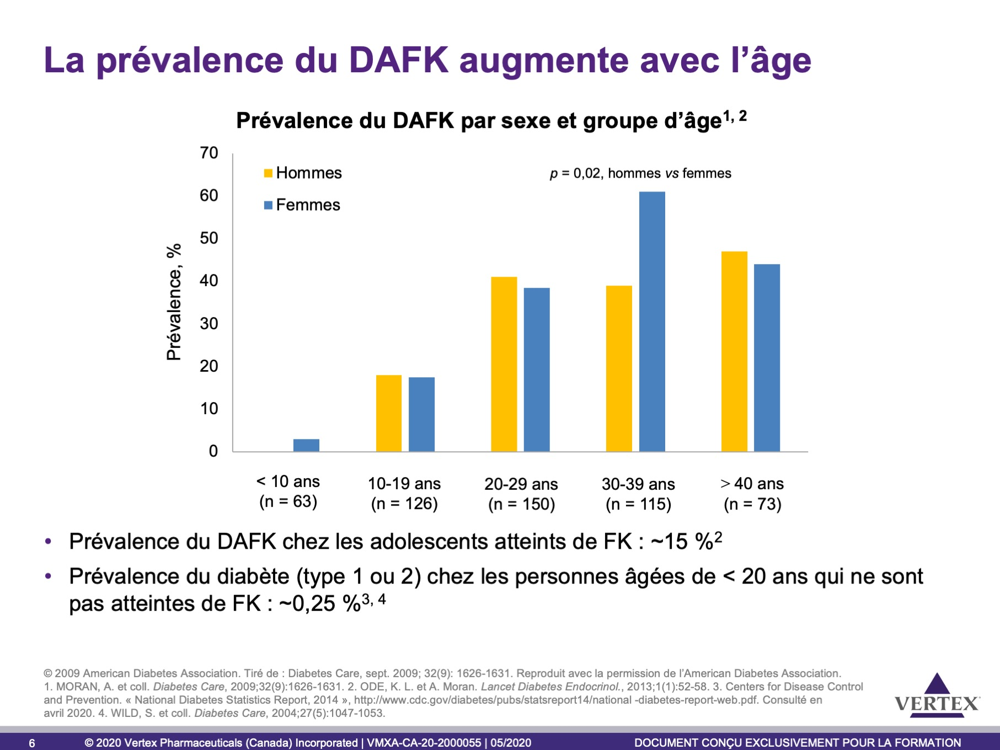 La prévalence du DAFK augmente avec l’âge
Prévalence du DAFK par sexe et groupe d’âge1, 2
70
60
50
40
30
20
10
0
Prévalence, %
Hommes
Femmes
p = 0,02, hommes vs femmes
< 10 ans
(n = 63)
10-19 ans
(n = 126)
20-29 ans
(n = 150)
30-39 ans
(n = 115)
> 40 ans
(n = 73)
• Prévalence du DAFK chez les adolescents atteints de FK : ~15 %2
• Prévalence du diabète (type 1 ou 2) chez les personnes âgées de < 20 ans qui ne sont
pas atteintes de FK : ~0,25 %3, 4
© 2009 American Diabetes Association. Tiré de : Diabetes Care, sept. 2009; 32(9): 1626-1631. Reproduit avec la permission de l’American Diabetes Association.
1. MORAN, A. et coll. Diabetes Care, 2009;32(9):1626-1631. 2. ODE, K. L. et A. Moran. Lancet Diabetes Endocrinol., 2013;1(1):52-58. 3. Centers for Disease Control
and Prevention. « National Diabetes Statistics Report, 2014 », http://www.cdc.gov/diabetes/pubs/statsreport14/national -diabetes-report-web.pdf. Consulté en
avril 2020. 4. WILD, S. et coll. Diabetes Care, 2004;27(5):1047-1053.
VERTEX
6
© 2020 Vertex Pharmaceuticals (Canada) Incorporated | VMXA-CA-20-2000055 | 05/2020
DOCUMENT CONÇU EXCLUSIVEMENT POUR LA FORMATION